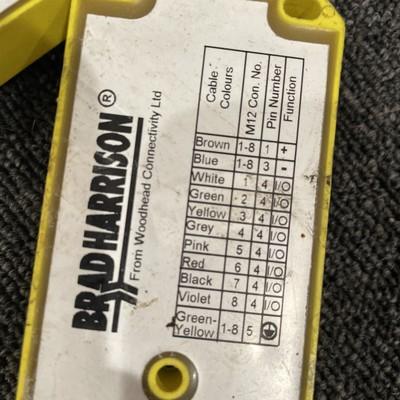 BRAD HARRISON®
From Woodhead Connectivity Ltd
Cable Colours M12 Con. No. Pin Number Function
Brown 1-8 1 +
Blue 1-8 3 -
White 1 4 I/O
Green 2 4 I/O
Yellow 3 4 I/O
Grey 4 4 I/O
Pink 5 4 I/O
Red 6 4 I/O
Black 7 4 I/O
Violet 8 4 I/O
Green-Yellow 1-8 5 ⏚